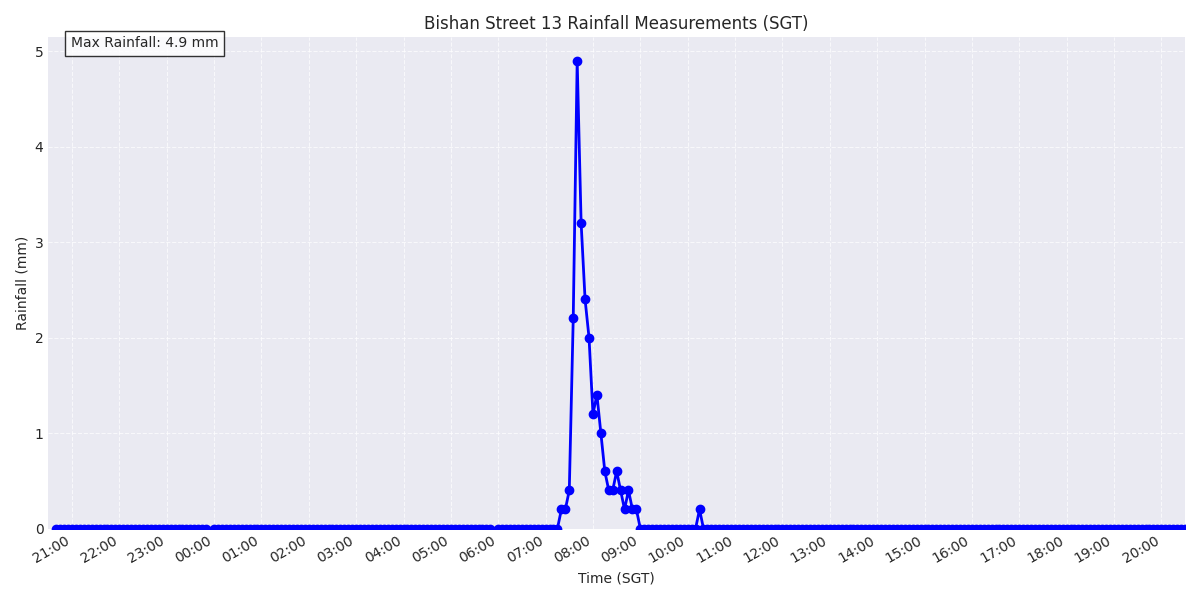 Bishan Street 13 Rainfall Measurements (SGT)
Max Rainfall: 4.9 mm
5
4
3
2
1
0
Rainfall (mm)
21:00 22:00 23:00 00:00 01:00 02:00 03:00 04:00 05:00 06:00 07:00 08:00 09:00 10:00 11:00 12:00 13:00 14:00 15:00 16:00 17:00 18:00 19:00 20:00
Time (SGT)